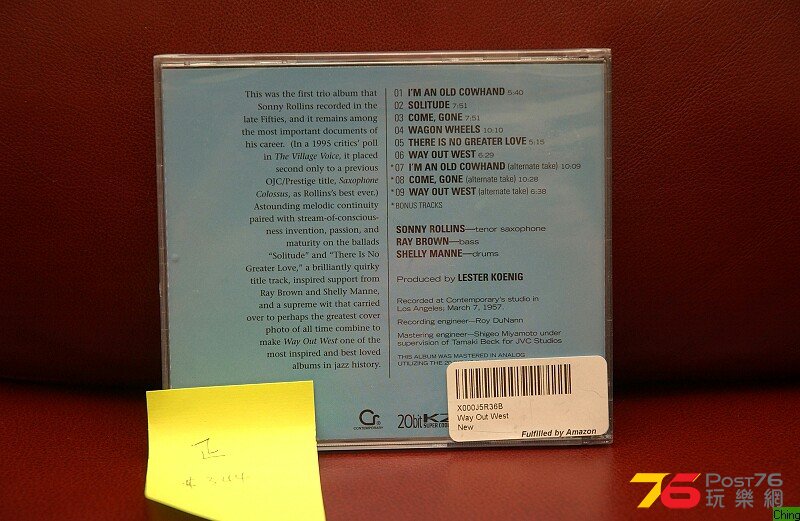 This was the first trio album that
Sonny Rollins recorded in the
late Fifties, and it remains among
the most important documents of
his career. (In a 1995 critics' poll
in The Village Voice, it placed
second only to a previous
OJC/Prestige title, Saxophone
Colossus, as Rollins's best ever.)
Astounding melodic continuity
paired with stream-of-conscious-
ness invention, passion, and
maturity on the ballads
"Solitude" and "There Is No
Greater Love," a brilliantly quirky
title track, inspired support from
Ray Brown and Shelly Manne,
and a supreme wit that carried
over to perhaps the greatest cover
photo of all time combine to
make Way Out West one of the
most inspired and best loved
albums in jazz history.
01 I'M AN OLD COWHAND 5:40
02 SOLITUDE 7:51
03 COME, GONE 7:51
04 WAGON WHEELS 10:10
05 THERE IS NO GREATER LOVE 5:15
06 WAY OUT WEST 6:29
*07 I'M AN OLD COWHAND (alternate take) 10:09
*08 COME, GONE (alternate take) 10:28
*09 WAY OUT WEST (alternate take) 6:38
*BONUS TRACKS
SONNY ROLLINS—tenor saxophone
RAY BROWN—bass
SHELLY MANNE—drums
Produced by LESTER KOENIG
Recorded at Contemporary's studio in
Los Angeles; March 7, 1957.
Recording engineer—Roy DuNann
Mastering engineer—Shigeo Miyamoto under
supervision of Tamaki Beck for JVC Studios
THIS ALBUM WAS MASTERED IN ANALOG
UTILIZING THE 20
Cr
CONTEMPORARY
20bit K2
SUPER CODING
X000J5R36B
Way Out West
New
Fulfilled by Amazon
正
76 Post76
玩樂網
Ching